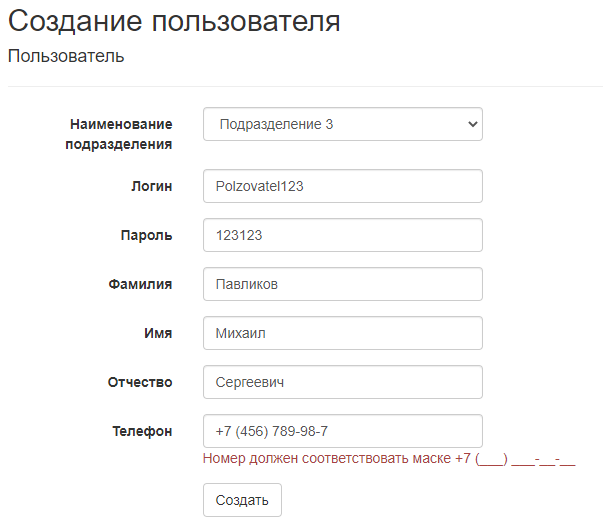 Создание пользователя
Пользователь
Наименование подразделения
Подразделение 3
Логин
Polzovatel123
Пароль
123123
Фамилия
Павликов
Имя
Михаил
Отчество
Сергеевич
Телефон
+7 (456) 789-98-7
Номер должен соответствовать маске +7 (___) ___-__-__
Создать